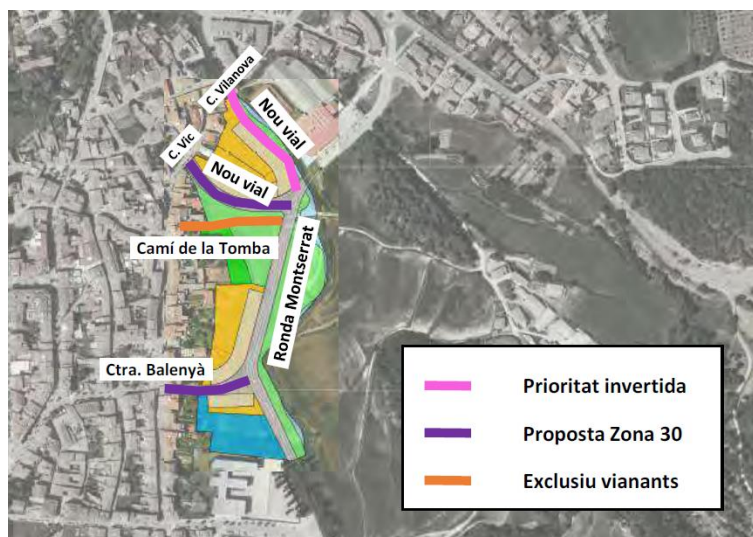 C. Vilanova
Nou vial
C. Vic
Nou vial
Camí de la Tomba
Ronda Montserrat
Ctra. Balenyà
Prioritat invertida
Proposta Zona 30
Exclusiu vianants